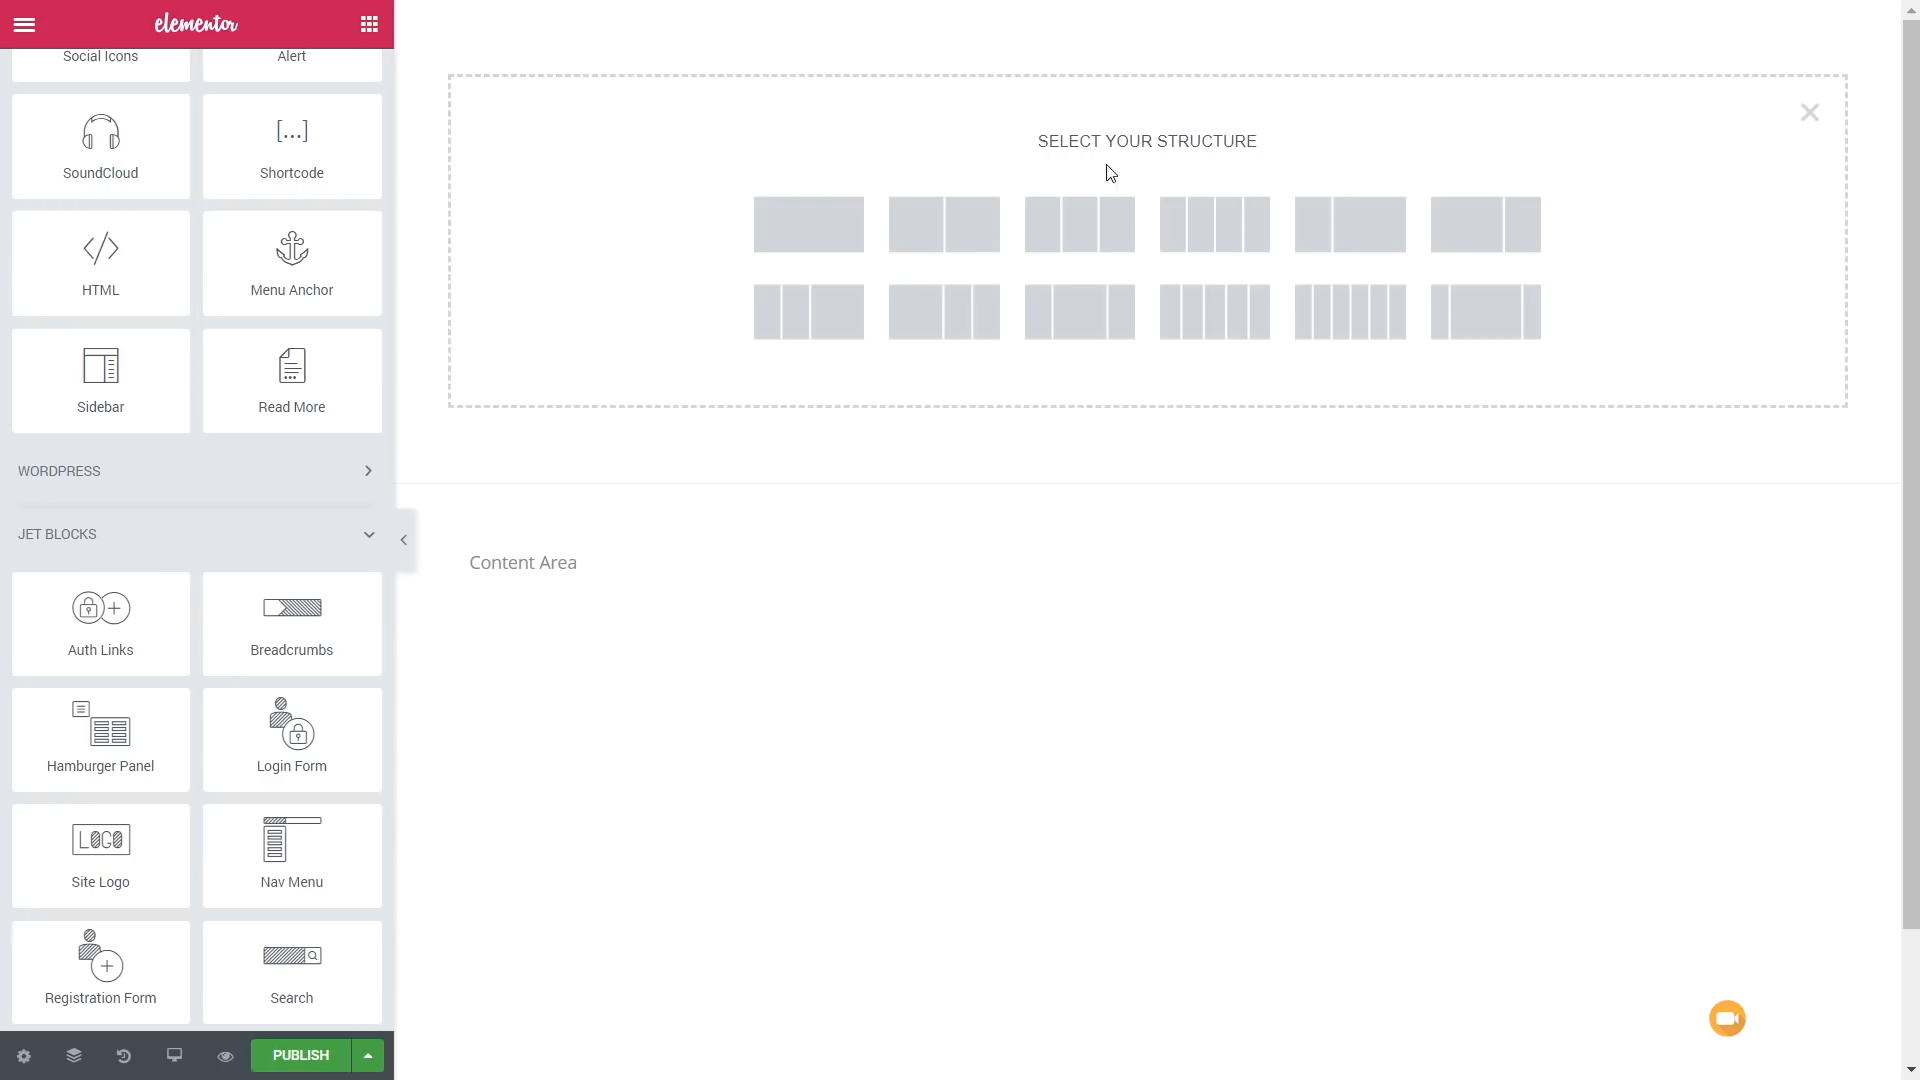 elementor
Social Icons
Alert
SoundCloud
[...]
Shortcode
HTML
Menu Anchor
Sidebar
Read More
WORDPRESS
JET BLOCKS
Auth Links
Breadcrumbs
Hamburger Panel
Login Form
LOGO
Site Logo
Nav Menu
Registration Form
Search
PUBLISH
SELECT YOUR STRUCTURE
Content Area